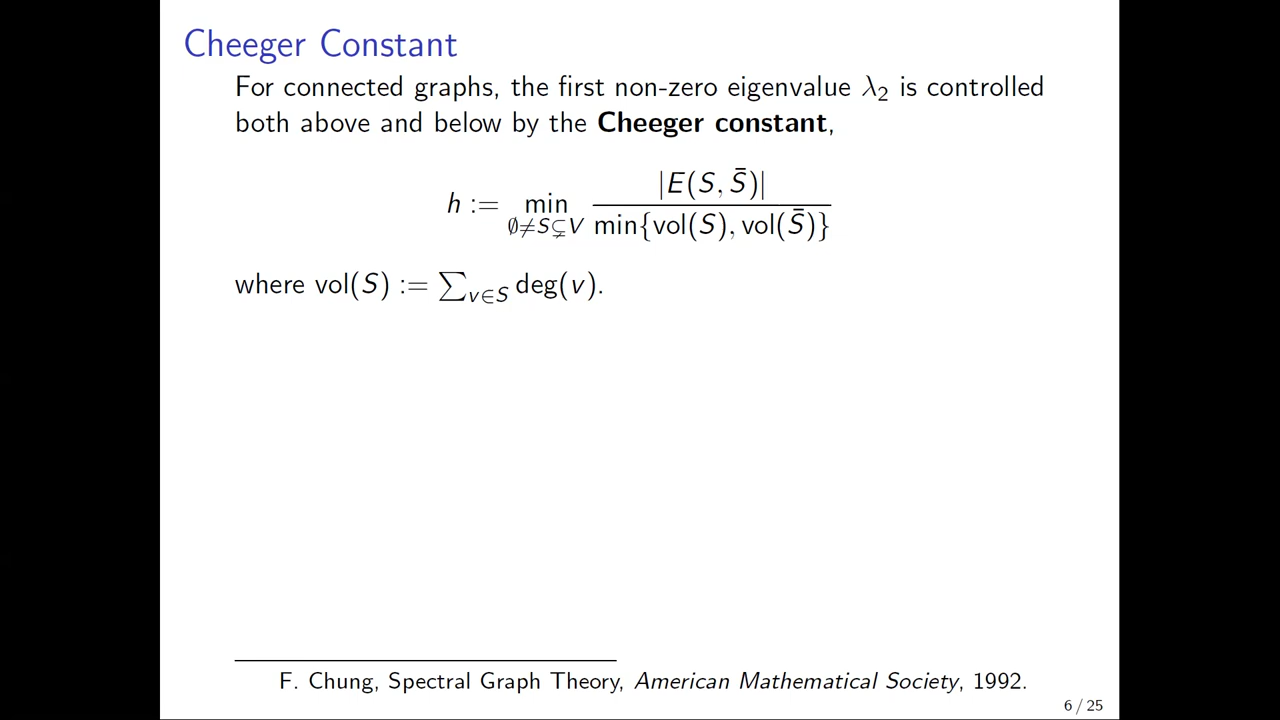 Cheeger Constant
For connected graphs, the first non-zero eigenvalue λ₂ is controlled
both above and below by the Cheeger constant,
h := min_{∅≠S⊊V} |E(S, S̄)| / min{vol(S), vol(S̄)}
where vol(S) := ∑_{v∈S} deg(v).
F. Chung, Spectral Graph Theory, American Mathematical Society, 1992.
6 / 25